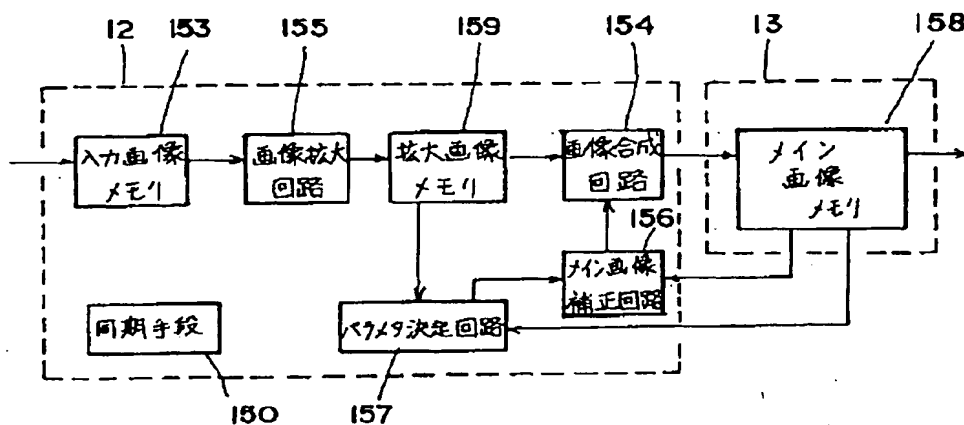 12
153
155
159
154
13
158
入力画像
メモリ
画像拡大
回路
拡大画像
メモリ
画像合成
回路
メイン
画像
メモリ
156
メイン画像
補正回路
同期手段
パラメタ決定回路
150
157